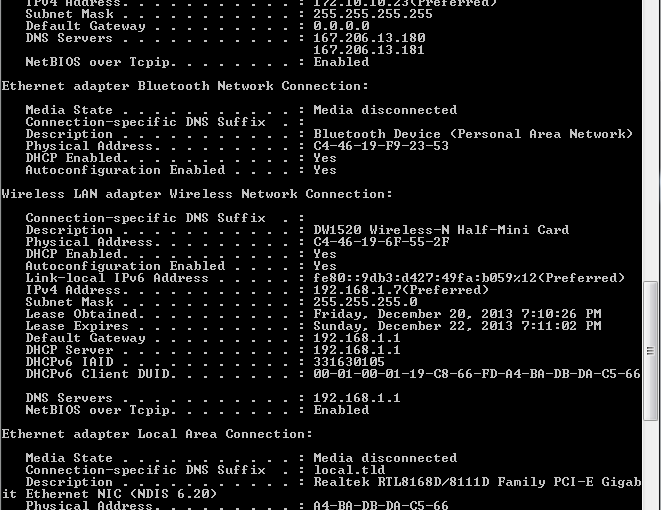 IPv4 Address. . . . . . . . . . . : 172.10.10.23(Preferred)
Subnet Mask . . . . . . . . . . . : 255.255.255.255
Default Gateway . . . . . . . . . : 0.0.0.0
DNS Servers . . . . . . . . . . . : 167.206.13.180
167.206.13.181
NetBIOS over Tcpip. . . . . . . . : Enabled
Ethernet adapter Bluetooth Network Connection:
Media State . . . . . . . . . . . : Media disconnected
Connection-specific DNS Suffix  . :
Description . . . . . . . . . . . : Bluetooth Device (Personal Area Network)
Physical Address. . . . . . . . . : C4-46-19-F9-23-53
DHCP Enabled. . . . . . . . . . . : Yes
Autoconfiguration Enabled . . . . : Yes
Wireless LAN adapter Wireless Network Connection:
Connection-specific DNS Suffix  . :
Description . . . . . . . . . . . : DW1520 Wireless-N Half-Mini Card
Physical Address. . . . . . . . . : C4-46-19-6F-55-2F
DHCP Enabled. . . . . . . . . . . : Yes
Autoconfiguration Enabled . . . . : Yes
Link-local IPv6 Address . . . . . : fe80::9db3:d427:49fa:b059%12(Preferred)
IPv4 Address. . . . . . . . . . . : 192.168.1.7(Preferred)
Subnet Mask . . . . . . . . . . . : 255.255.255.0
Lease Obtained. . . . . . . . . . : Friday, December 20, 2013 7:10:26 PM
Lease Expires . . . . . . . . . . : Sunday, December 22, 2013 7:11:02 PM
Default Gateway . . . . . . . . . : 192.168.1.1
DHCP Server . . . . . . . . . . . : 192.168.1.1
DHCPv6 IAID . . . . . . . . . . . : 331630105
DHCPv6 Client DUID. . . . . . . . : 00-01-00-01-19-C8-66-FD-A4-BA-DB-DA-C5-66
DNS Servers . . . . . . . . . . . : 192.168.1.1
NetBIOS over Tcpip. . . . . . . . : Enabled
Ethernet adapter Local Area Connection:
Media State . . . . . . . . . . . : Media disconnected
Connection-specific DNS Suffix  . : local.tld
Description . . . . . . . . . . . : Realtek RTL8168D/8111D Family PCI-E Gigab
it Ethernet NIC (NDIS 6.20)
Physical Address. . . . . . . . . : A4-BA-DB-DA-C5-66